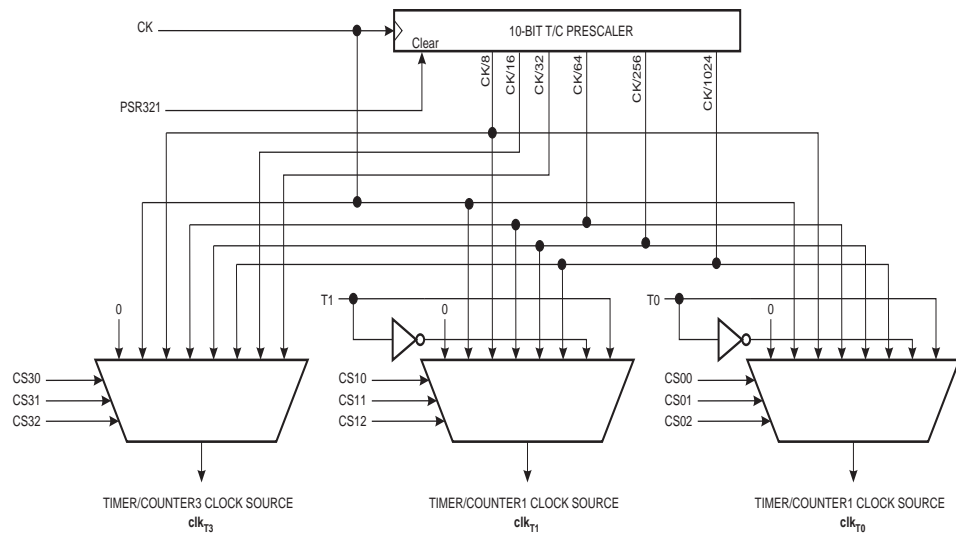 CK
10-BIT T/C PRESCALER
Clear
CK/8
CK/16
CK/32
CK/64
CK/256
CK/1024
PSR321
T1
T0
0
0
0
CS30
CS31
CS32
CS10
CS11
CS12
CS00
CS01
CS02
TIMER/COUNTER3 CLOCK SOURCE
clkT3
TIMER/COUNTER1 CLOCK SOURCE
clkT1
TIMER/COUNTER1 CLOCK SOURCE
clkT0